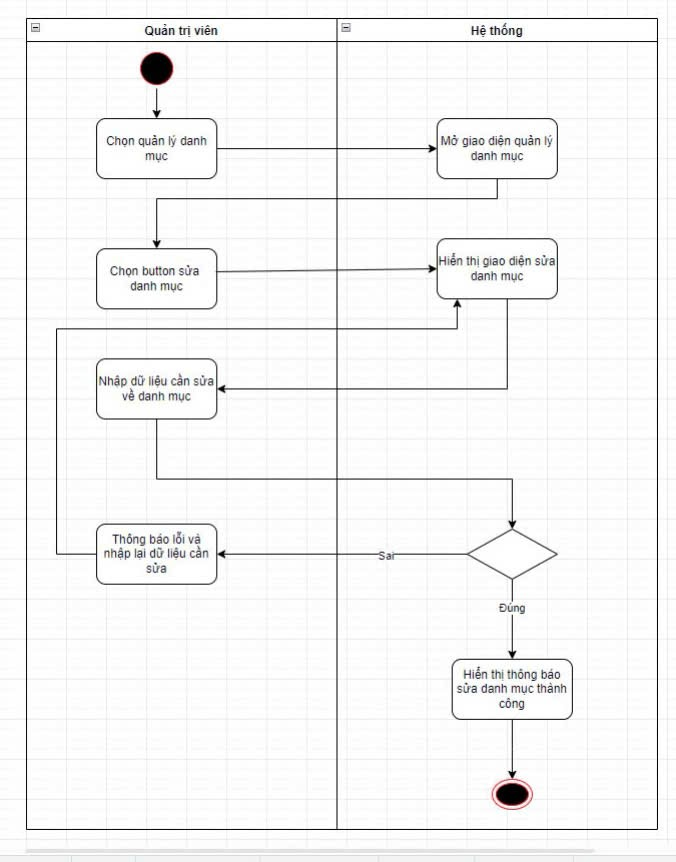 Quản trị viên
Hệ thống
Chọn quản lý danh
mục
Mở giao diện quản lý
danh mục
Chọn button sửa
danh mục
Hiển thị giao diện sửa
danh mục
Nhập dữ liệu cần sửa
về danh mục
Thông báo lỗi và
nhập lại dữ liệu cần
sửa
Sai
Đúng
Hiển thị thông báo
sửa danh mục thành
công